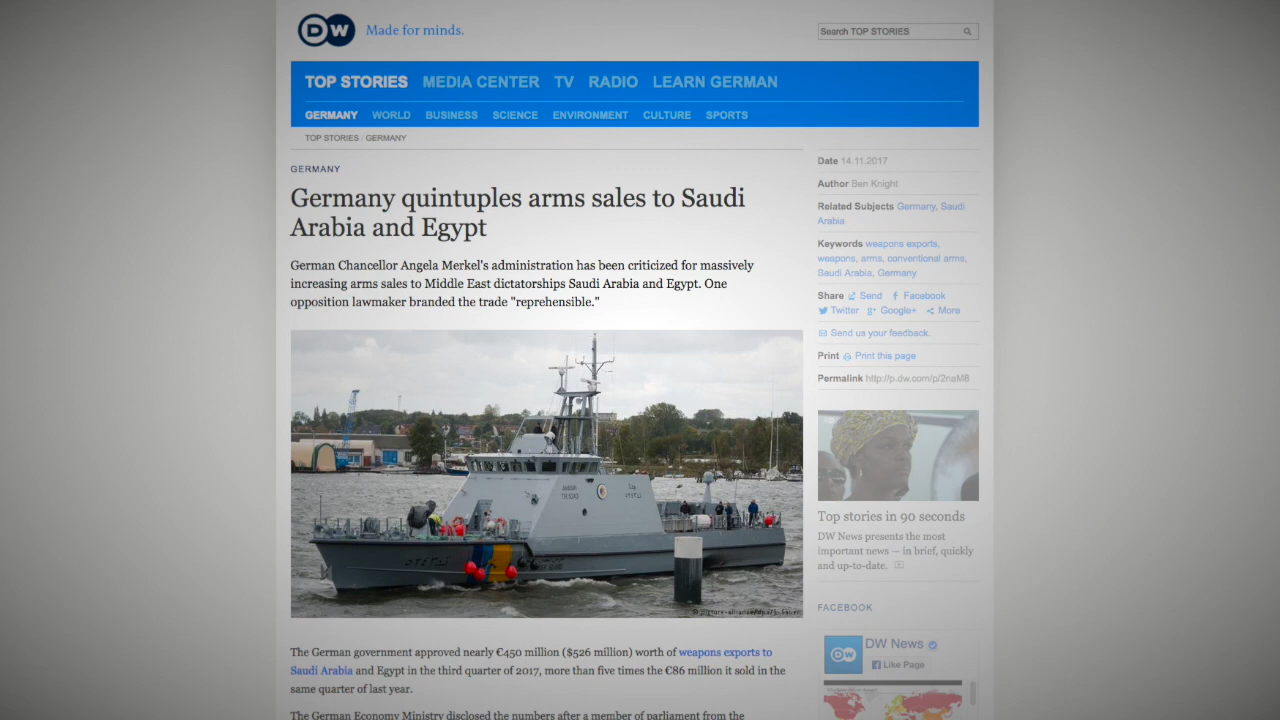 DW Made for minds.
Search TOP STORIES
TOP STORIES MEDIA CENTER TV RADIO LEARN GERMAN
GERMANY WORLD BUSINESS SCIENCE ENVIRONMENT CULTURE SPORTS
TOP STORIES / GERMANY
GERMANY
Germany quintuples arms sales to Saudi
Arabia and Egypt
German Chancellor Angela Merkel's administration has been criticized for massively
increasing arms sales to Middle East dictatorships Saudi Arabia and Egypt. One
opposition lawmaker branded the trade "reprehensible."
The German government approved nearly €450 million ($526 million) worth of weapons exports to
Saudi Arabia and Egypt in the third quarter of 2017, more than five times the €86 million it sold in the
same quarter of last year.
The German Economy Ministry disclosed the numbers after a member of parliament from the
Date 14.11.2017
Author Ben Knight
Related Subjects Germany, Saudi
Arabia
Keywords weapons exports,
weapons, arms, conventional arms,
Saudi Arabia, Germany
Share Send Facebook
Twitter Google+ More
Send us your feedback.
Print Print this page
Permalink http://p.dw.com/p/2naM8
Top stories in 90 seconds
DW News presents the most
important news — in brief, quickly
and up-to-date.
FACEBOOK
DW DW News
Like Page